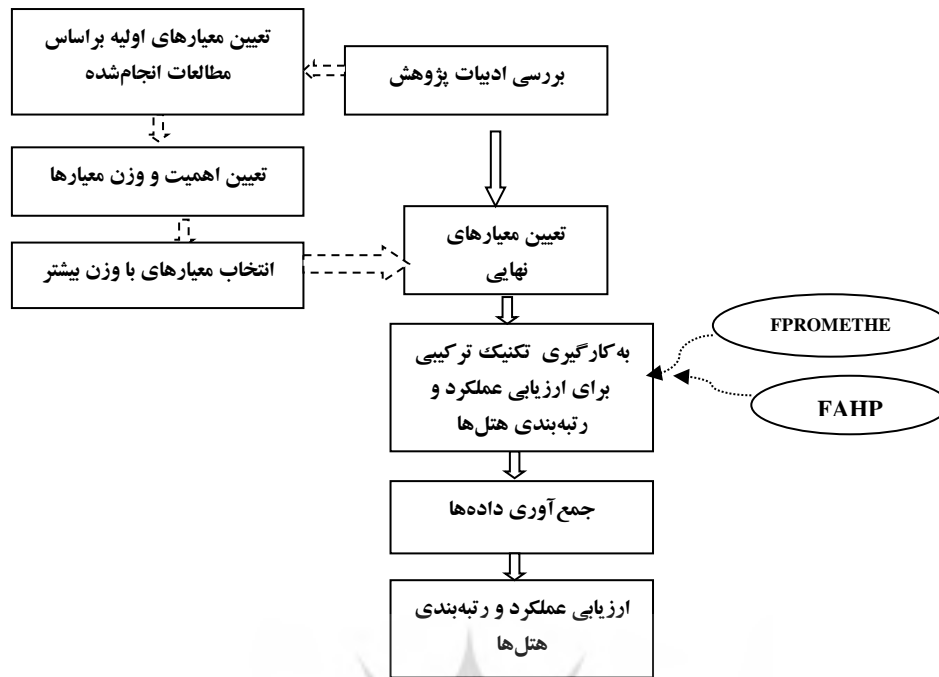 بررسی ادبیات پژوهش
تعیین معیارهای اولیه براساس
مطالعات انجام‌شده
تعیین اهمیت و وزن معیارها
انتخاب معیارهای با وزن بیشتر
تعیین معیارهای
نهایی
به‌کارگیری تکنیک ترکیبی
برای ارزیابی عملکرد و
رتبه‌بندی هتل‌ها
FPROMETHE
FAHP
جمع‌آوری داده‌ها
ارزیابی عملکرد و رتبه‌بندی
هتل‌ها